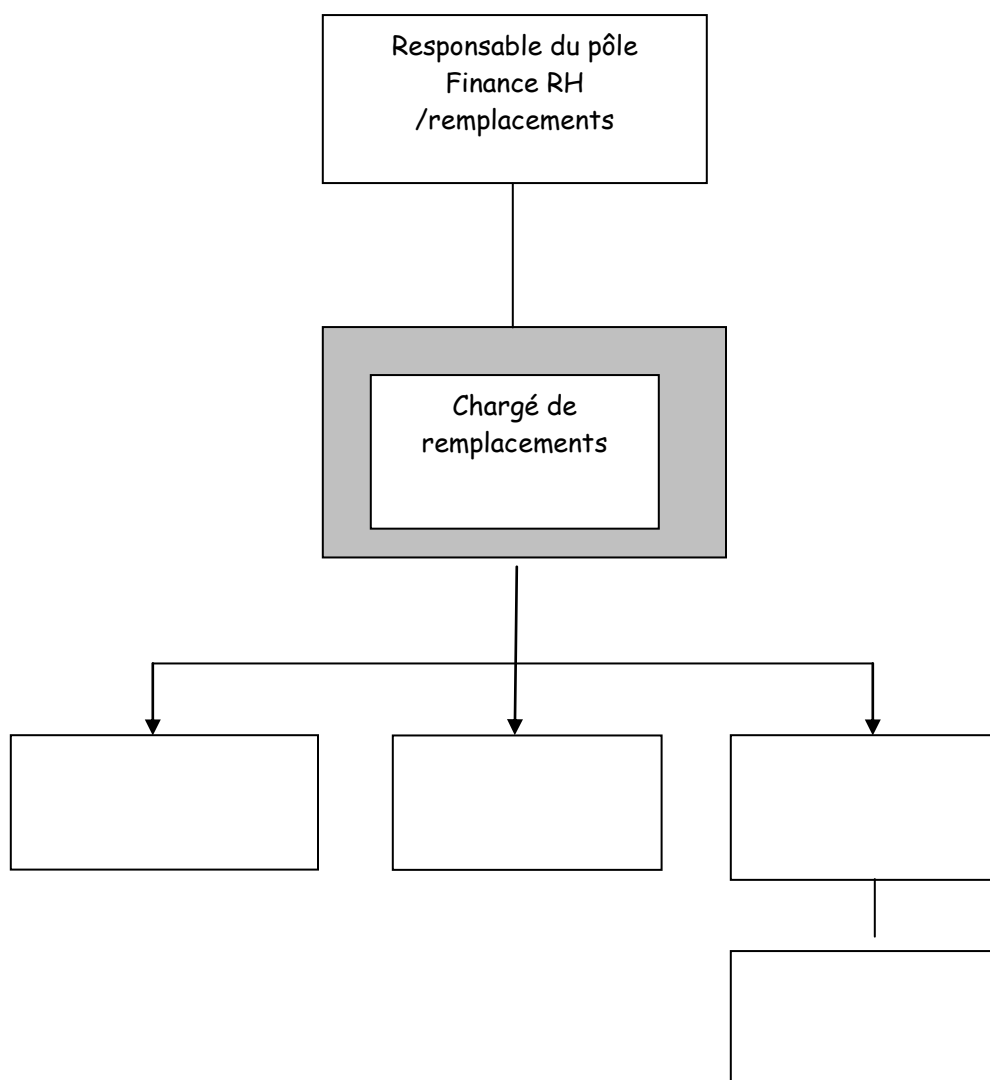 Responsable du pôle
Finance RH
/remplacements
Chargé de
remplacements